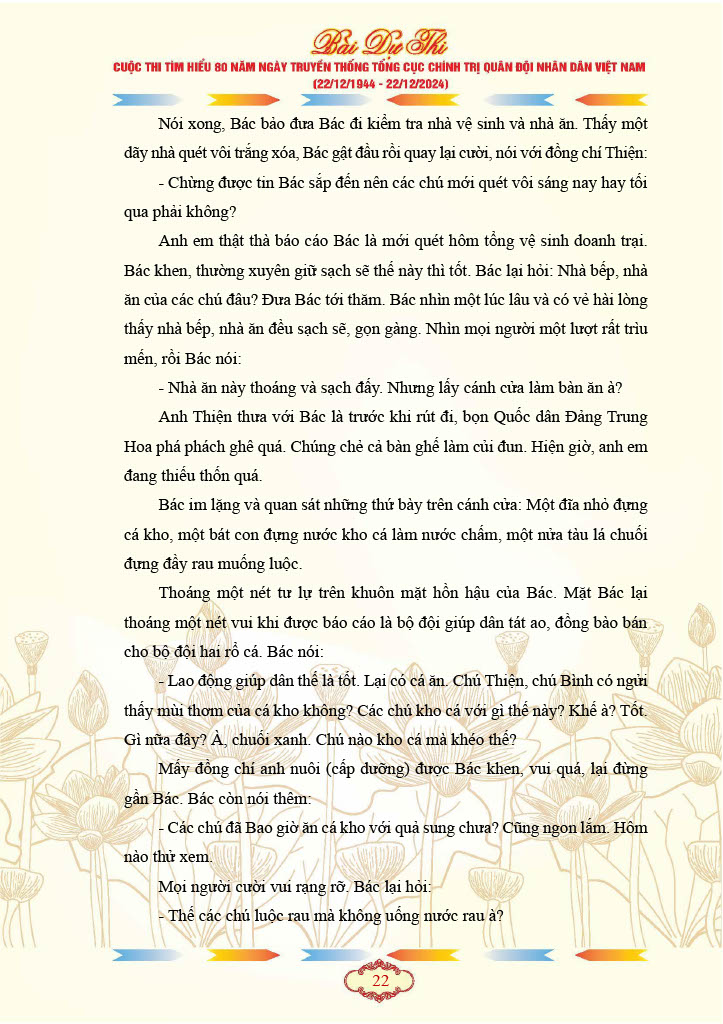 Bài Dự Thi
CUỘC THI TÌM HIỂU 80 NĂM NGÀY TRUYỀN THỐNG TỔNG CỤC CHÍNH TRỊ QUÂN ĐỘI NHÂN DÂN VIỆT NAM
(22/12/1944 - 22/12/2024)
Nói xong, Bác bảo đưa Bác đi kiểm tra nhà vệ sinh và nhà ăn. Thấy một
dãy nhà quét vôi trắng xóa, Bác gật đầu rồi quay lại cười, nói với đồng chí Thiện:
- Chừng được tin Bác sắp đến nên các chú mới quét vôi sáng nay hay tối
qua phải không?
Anh em thật thà báo cáo Bác là mới quét hôm tổng vệ sinh doanh trại.
Bác khen, thường xuyên giữ sạch sẽ thế này thì tốt. Bác lại hỏi: Nhà bếp, nhà
ăn của các chú đâu? Đưa Bác tới thăm. Bác nhìn một lúc lâu và có vẻ hài lòng
thấy nhà bếp, nhà ăn đều sạch sẽ, gọn gàng. Nhìn mọi người một lượt rất trìu
mến, rồi Bác nói:
- Nhà ăn này thoáng và sạch đấy. Nhưng lấy cánh cửa làm bàn ăn à?
Anh Thiện thưa với Bác là trước khi rút đi, bọn Quốc dân Đảng Trung
Hoa phá phách ghê quá. Chúng chẻ cả bàn ghế làm củi đun. Hiện giờ, anh em
đang thiếu thốn quá.
Bác im lặng và quan sát những thứ bày trên cánh cửa: Một đĩa nhỏ đựng
cá kho, một bát con đựng nước kho cá làm nước chấm, một nửa tàu lá chuối
đựng đầy rau muống luộc.
Thoáng một nét tư lự trên khuôn mặt hồn hậu của Bác. Mặt Bác lại
thoáng một nét vui khi được báo cáo là bộ đội giúp dân tát ao, đồng bào bán
cho bộ đội hai rổ cá. Bác nói:
- Lao động giúp dân thế là tốt. Lại có cá ăn. Chú Thiện, chú Bình có ngửi
thấy mùi thơm của cá kho không? Các chú kho cá với gì thế này? Khế à? Tốt.
Gì nữa đây? À, chuối xanh. Chú nào kho cá mà khéo thế?
Mấy đồng chí anh nuôi (cấp dưỡng) được Bác khen, vui quá, lại đừng
gần Bác. Bác còn nói thêm:
- Các chú đã Bao giờ ăn cá kho với quả sung chưa? Cũng ngon lắm. Hôm
nào thử xem.
Mọi người cười vui rạng rỡ. Bác lại hỏi:
- Thế các chú luộc rau mà không uống nước rau à?
22